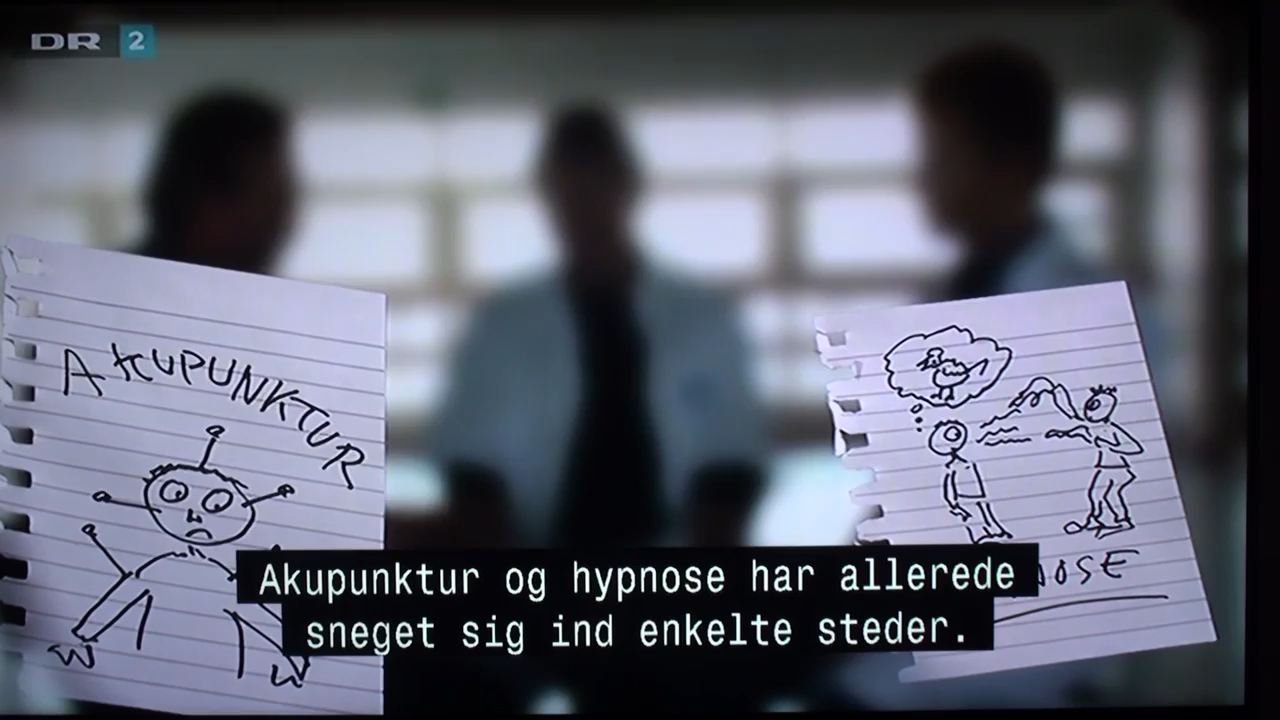 DR 2
AKUPUNKTUR
Akupunktur og hypnose har allerede
sneget sig ind enkelte steder.